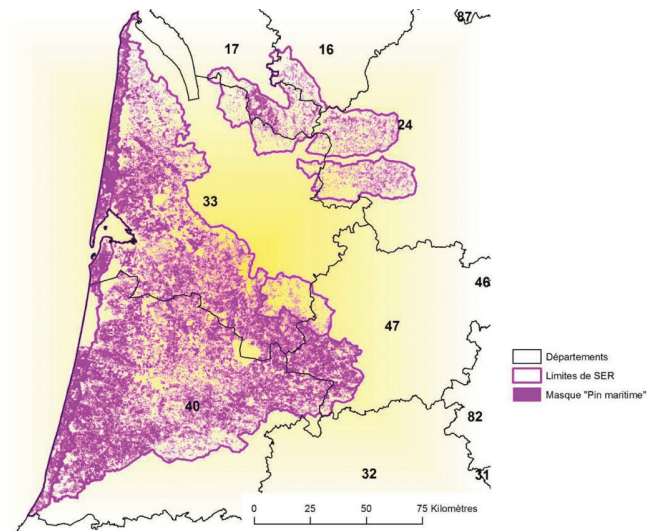 87
17
16
24
33
46
47
Départements
Limites de SER
Masque "Pin maritime"
40
82
32
31
0 25 50 75 Kilomètres